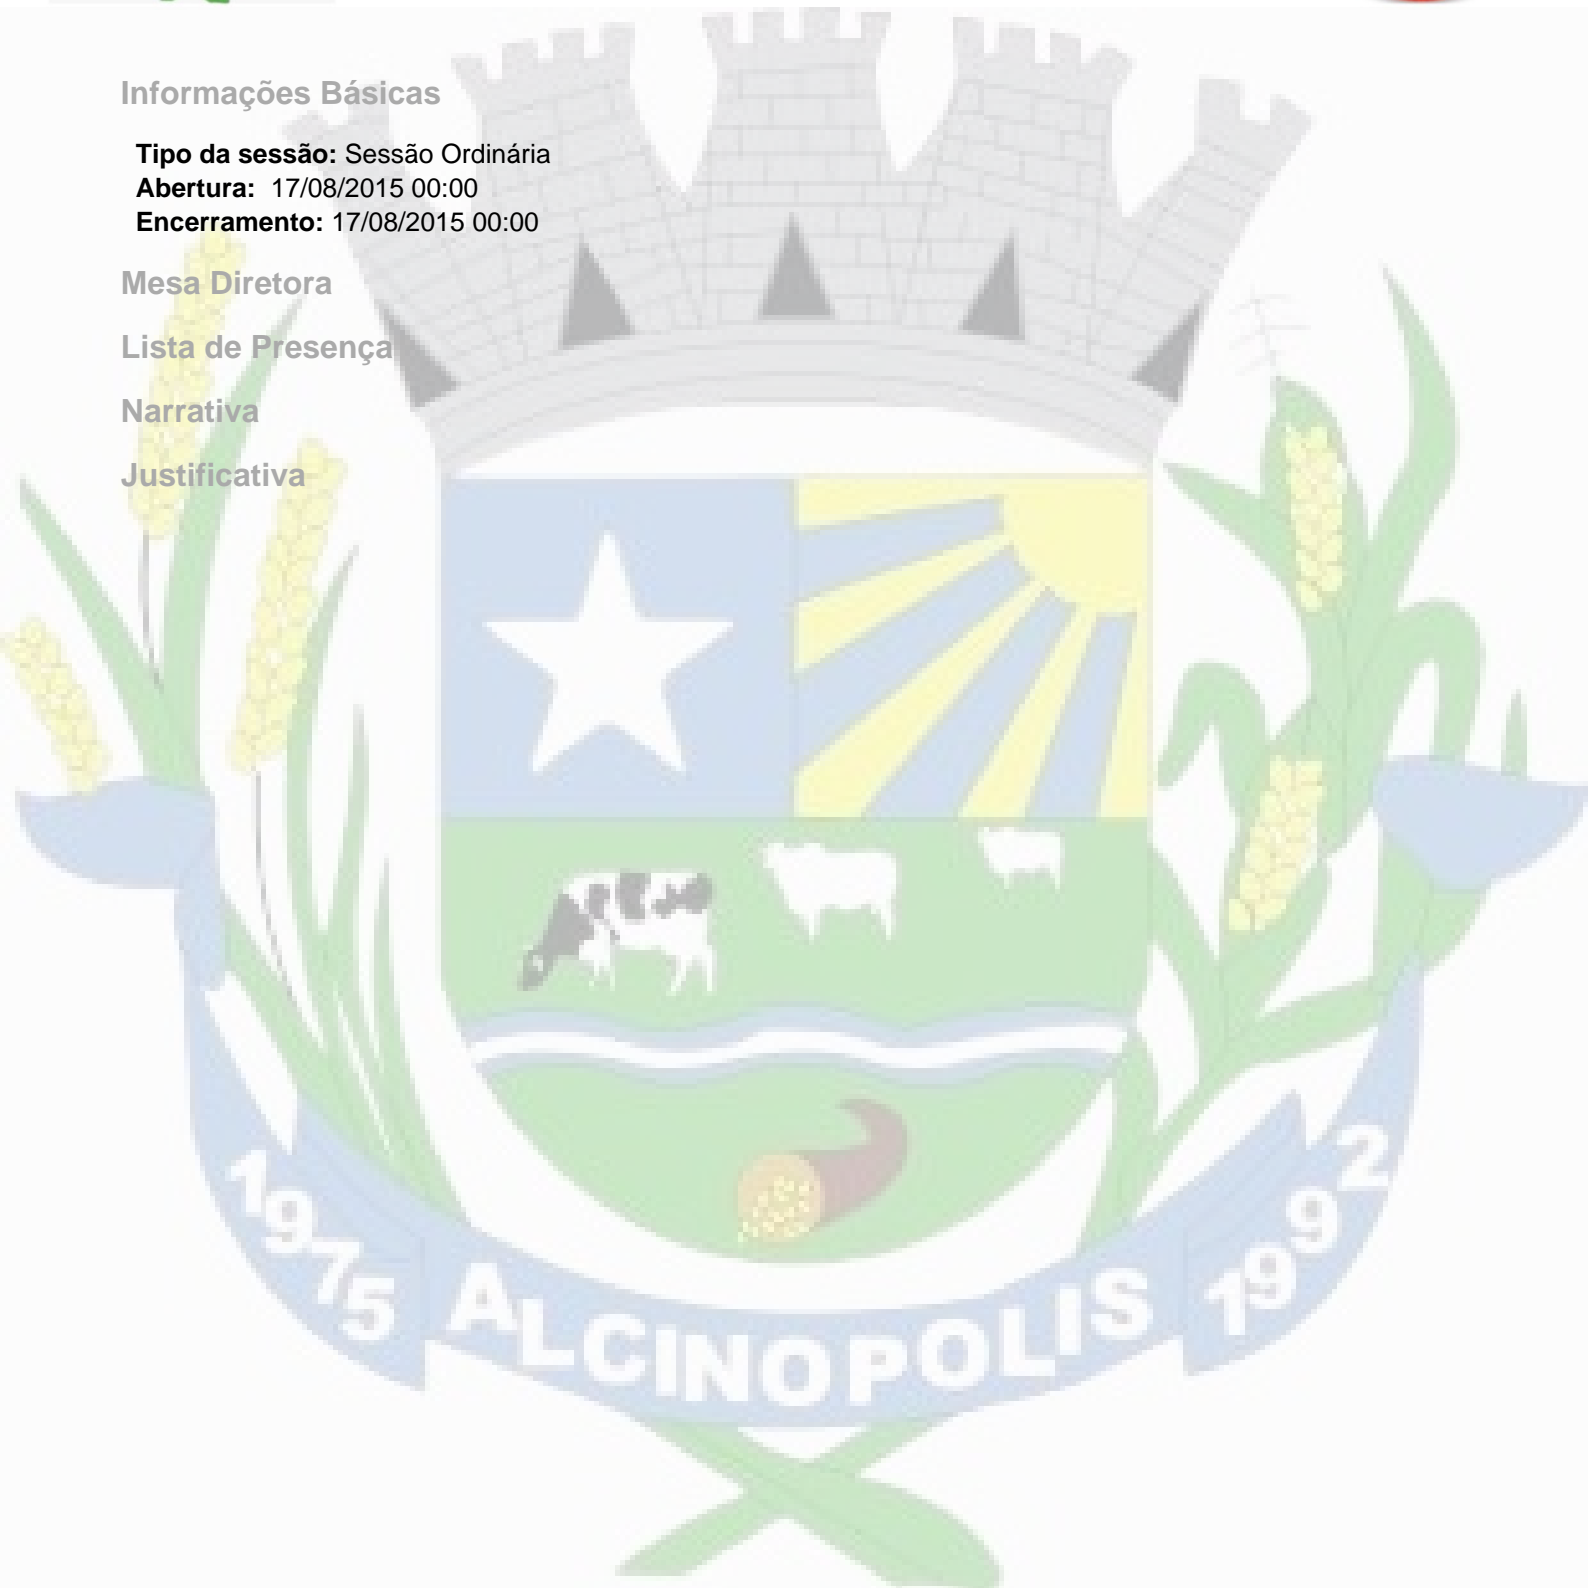 Informações Básicas
Tipo da sessão: Sessão Ordinária
Abertura: 17/08/2015 00:00
Encerramento: 17/08/2015 00:00
Mesa Diretora
Lista de Presença
Narrativa
Justificativa
1975 ALCINOPOLIS 1992